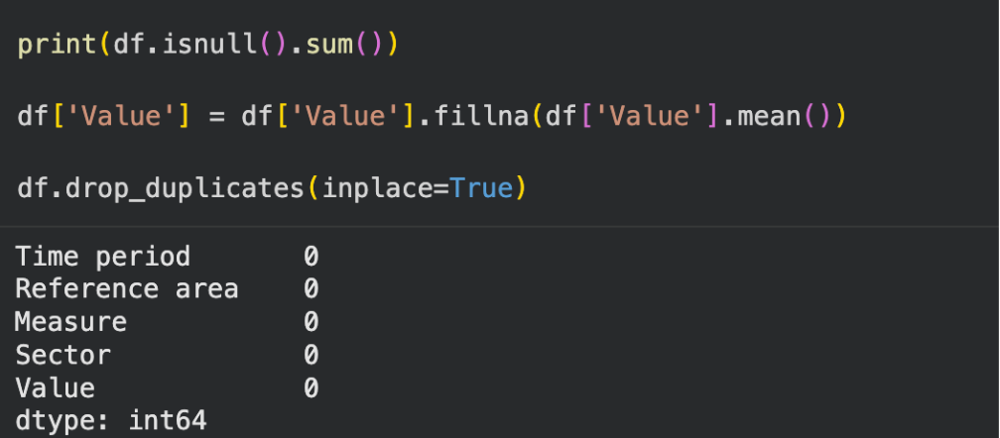 print(df.isnull().sum())
df['Value'] = df['Value'].fillna(df['Value'].mean())
df.drop_duplicates(inplace=True)
Time period 0
Reference area 0
Measure 0
Sector 0
Value 0
dtype: int64